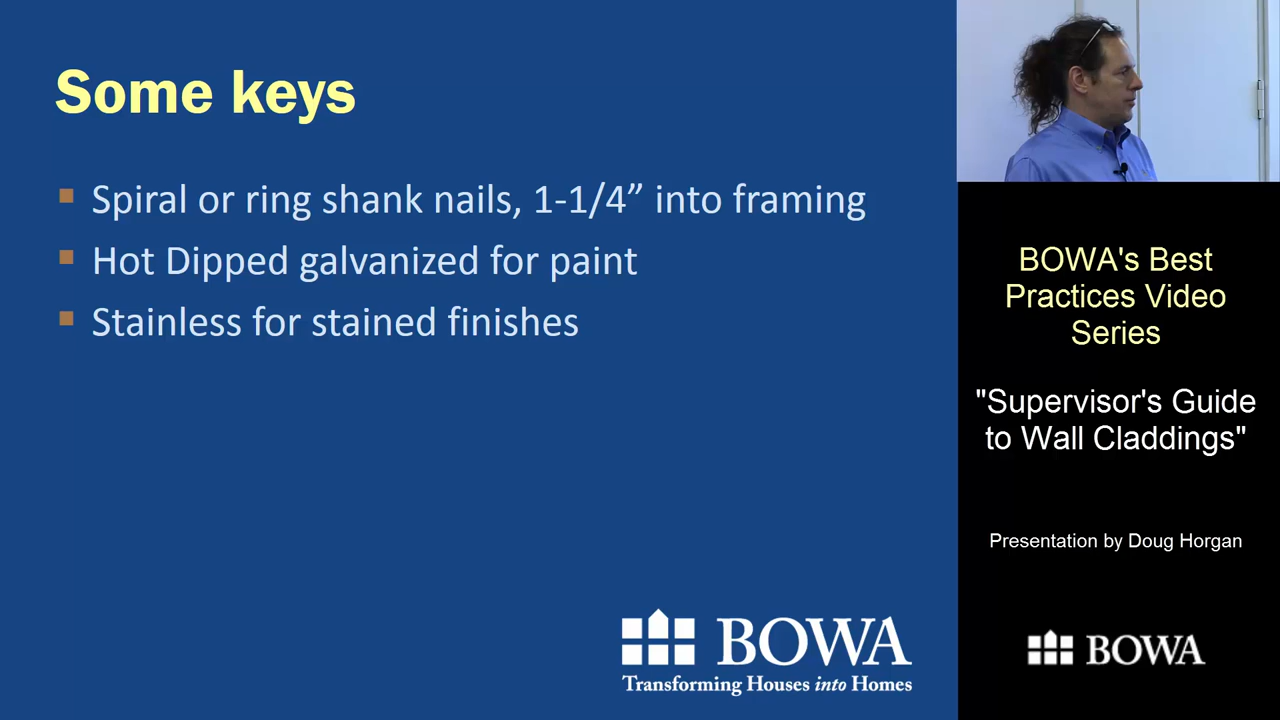 Some keys
Spiral or ring shank nails, 1-1/4” into framing
Hot Dipped galvanized for paint
Stainless for stained finishes
BOWA
Transforming Houses into Homes
BOWA's Best
Practices Video
Series
"Supervisor's Guide
to Wall Claddings"
Presentation by Doug Horgan
BOWA